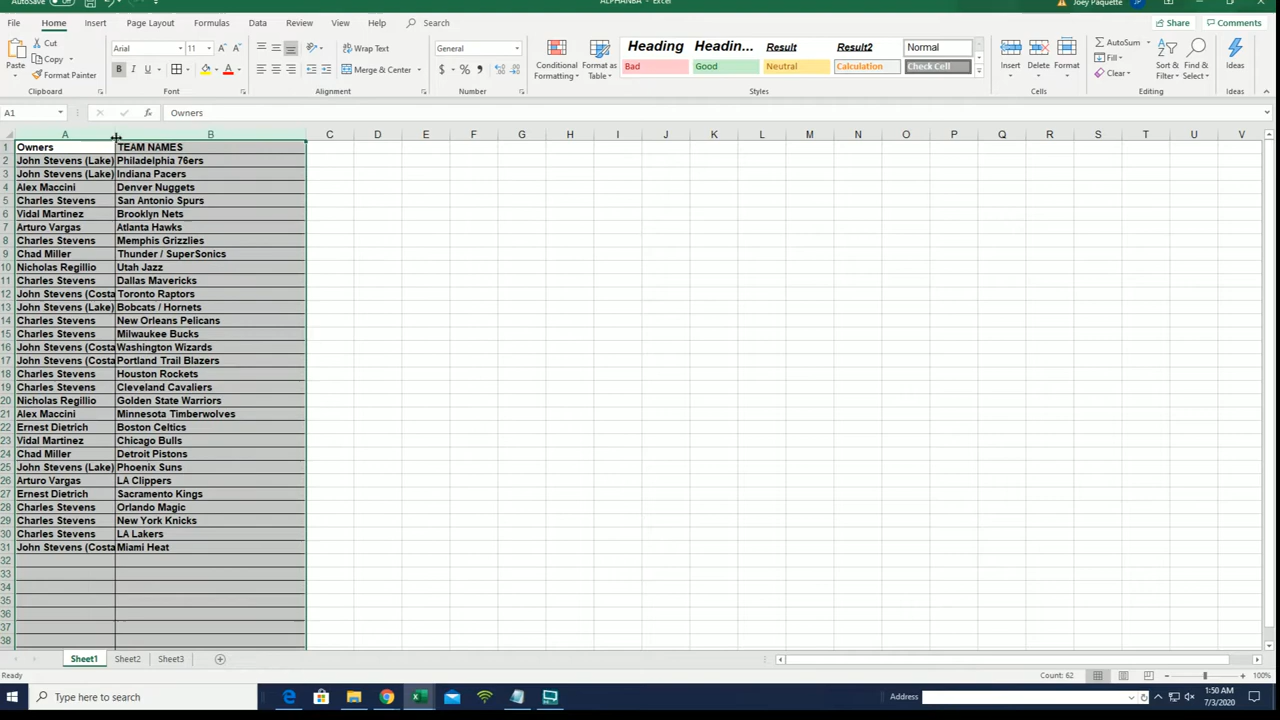 AutoSave Off ALPHANBA - Excel Joey Paquette JP
File Home Insert Page Layout Formulas Data Review View Help Search Share Comments
Paste Cut Copy Format Painter
Arial 11
B I U
Wrap Text
Merge & Center
General
$ % ,
Conditional Formatting Format as Table
Heading Headin... Result Result2 Normal
Bad Good Neutral Calculation Check Cell
Insert Delete Format
AutoSum Fill Clear
Sort & Filter Find & Select
Ideas
Clipboard Font Alignment Number Styles Cells Editing Ideas
A1 fx Owners
A B C D E F G H I J K L M N O P Q R S T U V
1 Owners TEAM NAMES
2 John Stevens (Lake) Philadelphia 76ers
3 John Stevens (Lake) Indiana Pacers
4 Alex Maccini Denver Nuggets
5 Charles Stevens San Antonio Spurs
6 Vidal Martinez Brooklyn Nets
7 Arturo Vargas Atlanta Hawks
8 Charles Stevens Memphis Grizzlies
9 Chad Miller Thunder / SuperSonics
10 Nicholas Regillio Utah Jazz
11 Charles Stevens Dallas Mavericks
12 John Stevens (Costa Toronto Raptors
13 John Stevens (Lake) Bobcats / Hornets
14 Charles Stevens New Orleans Pelicans
15 Charles Stevens Milwaukee Bucks
16 John Stevens (Costa Washington Wizards
17 John Stevens (Costa Portland Trail Blazers
18 Charles Stevens Houston Rockets
19 Charles Stevens Cleveland Cavaliers
20 Nicholas Regillio Golden State Warriors
21 Alex Maccini Minnesota Timberwolves
22 Ernest Dietrich Boston Celtics
23 Vidal Martinez Chicago Bulls
24 Chad Miller Detroit Pistons
25 John Stevens (Lake) Phoenix Suns
26 Arturo Vargas LA Clippers
27 Ernest Dietrich Sacramento Kings
28 Charles Stevens Orlando Magic
29 Charles Stevens New York Knicks
30 Charles Stevens LA Lakers
31 John Stevens (Costa Miami Heat
32
33
34
35
36
37
38
Sheet1 Sheet2 Sheet3
Ready Count: 62 100%
Type here to search Address 1:50 AM
7/3/2020